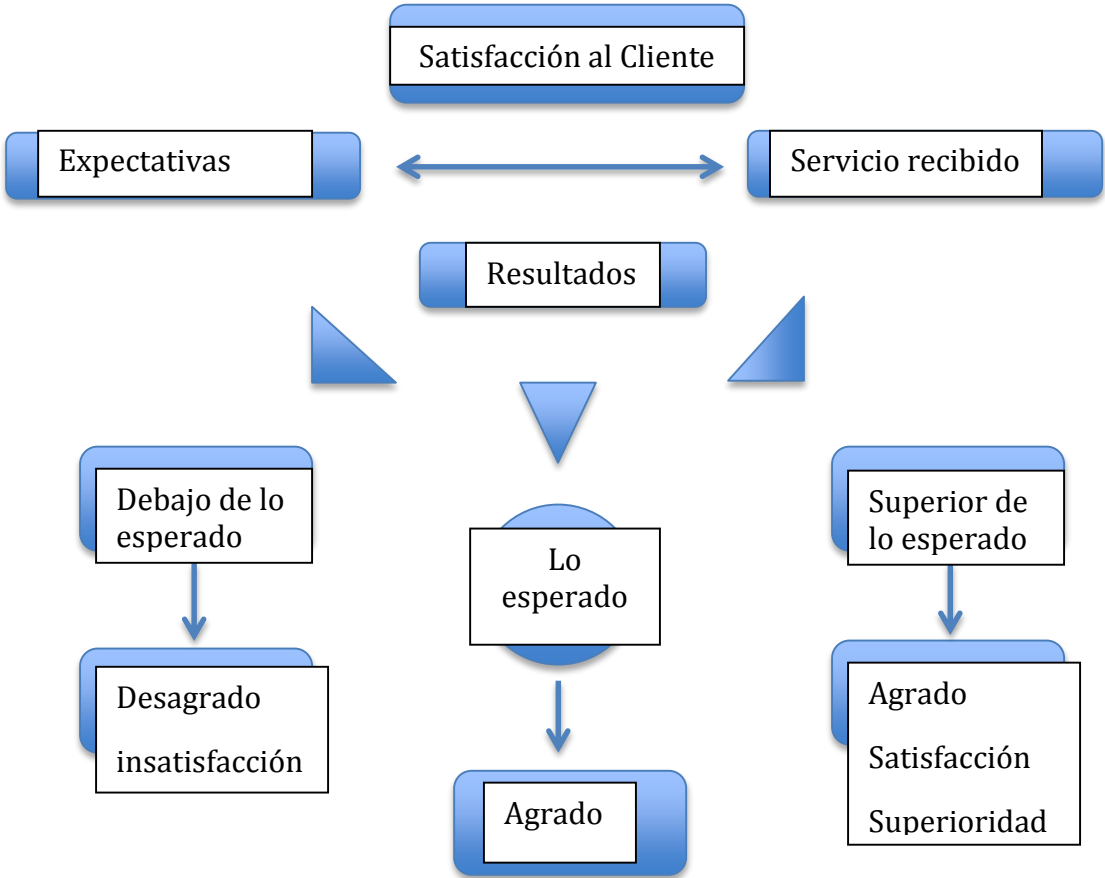 Satisfacción al Cliente
Expectativas
Servicio recibido
Resultados
Debajo de lo
esperado
Lo
esperado
Superior de
lo esperado
Desagrado
insatisfacción
Agrado
Agrado
Satisfacción
Superioridad